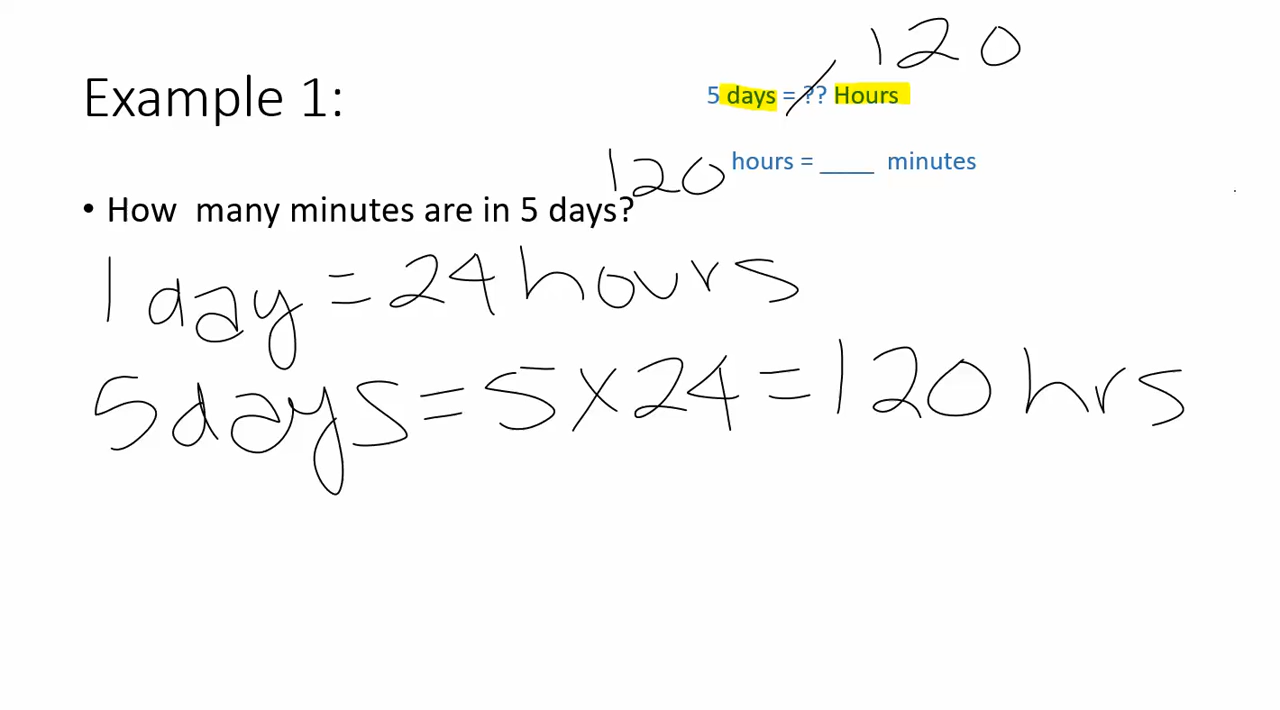 Example 1:
120
5 days = ?? Hours
120 hours = ____ minutes
• How many minutes are in 5 days?
1 day = 24 hours
5 days = 5 x 24 = 120 hrs